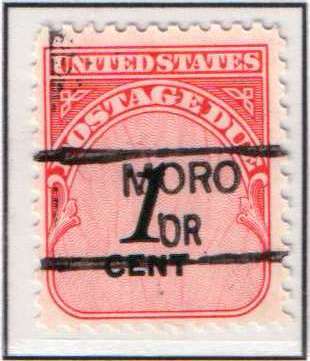 UNITED STATES
POSTAGE DUE
MORO
1
OR
CENT